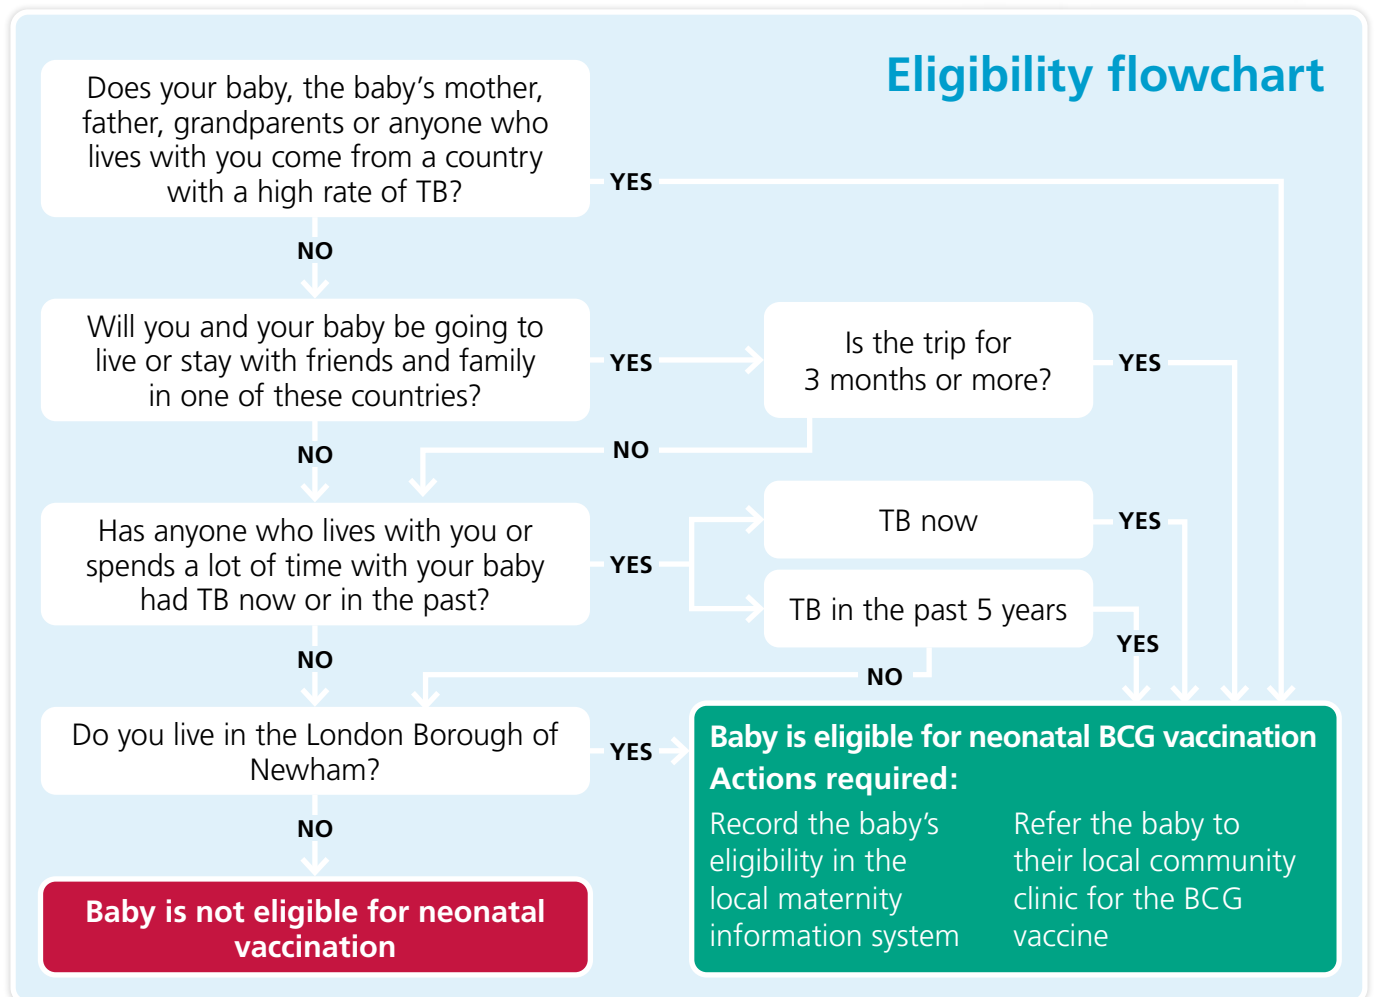 Eligibility flowchart
Does your baby, the baby’s mother,
father, grandparents or anyone who
lives with you come from a country
with a high rate of TB?
YES
NO
Will you and your baby be going to
live or stay with friends and family
in one of these countries?
YES
Is the trip for
3 months or more?
YES
NO
NO
Has anyone who lives with you or
spends a lot of time with your baby
had TB now or in the past?
YES
TB now
YES
TB in the past 5 years
YES
NO
NO
Do you live in the London Borough of
Newham?
YES
NO
Baby is not eligible for neonatal
vaccination
Baby is eligible for neonatal BCG vaccination
Actions required:
Record the baby’s
eligibility in the
local maternity
information system
Refer the baby to
their local community
clinic for the BCG
vaccine